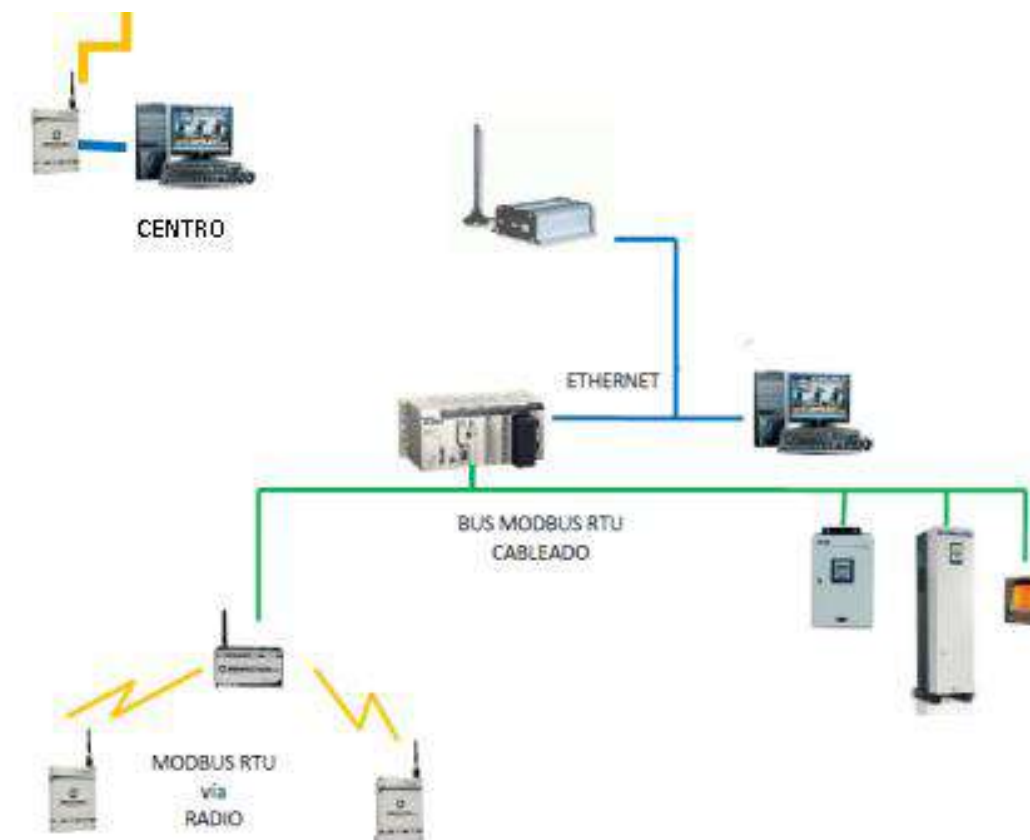 CENTRO
ETHERNET
BUS MODBUS RTU
CABLEADO
MODBUS RTU
vía
RADIO